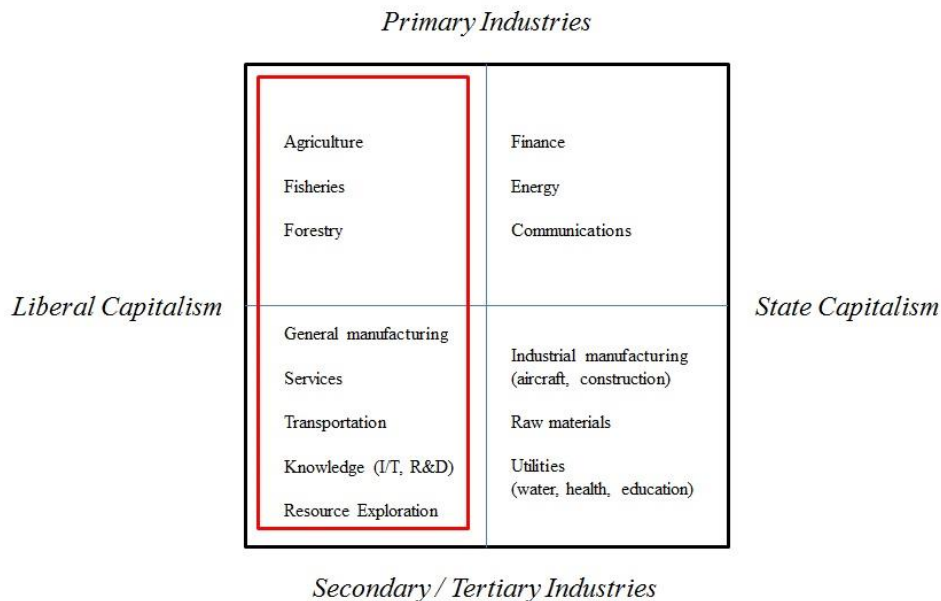 Primary Industries
Agriculture
Fisheries
Forestry
Finance
Energy
Communications
Liberal Capitalism
State Capitalism
General manufacturing
Services
Transportation
Knowledge (I/T, R&D)
Resource Exploration
Industrial manufacturing
(aircraft, construction)
Raw materials
Utilities
(water, health, education)
Secondary / Tertiary Industries